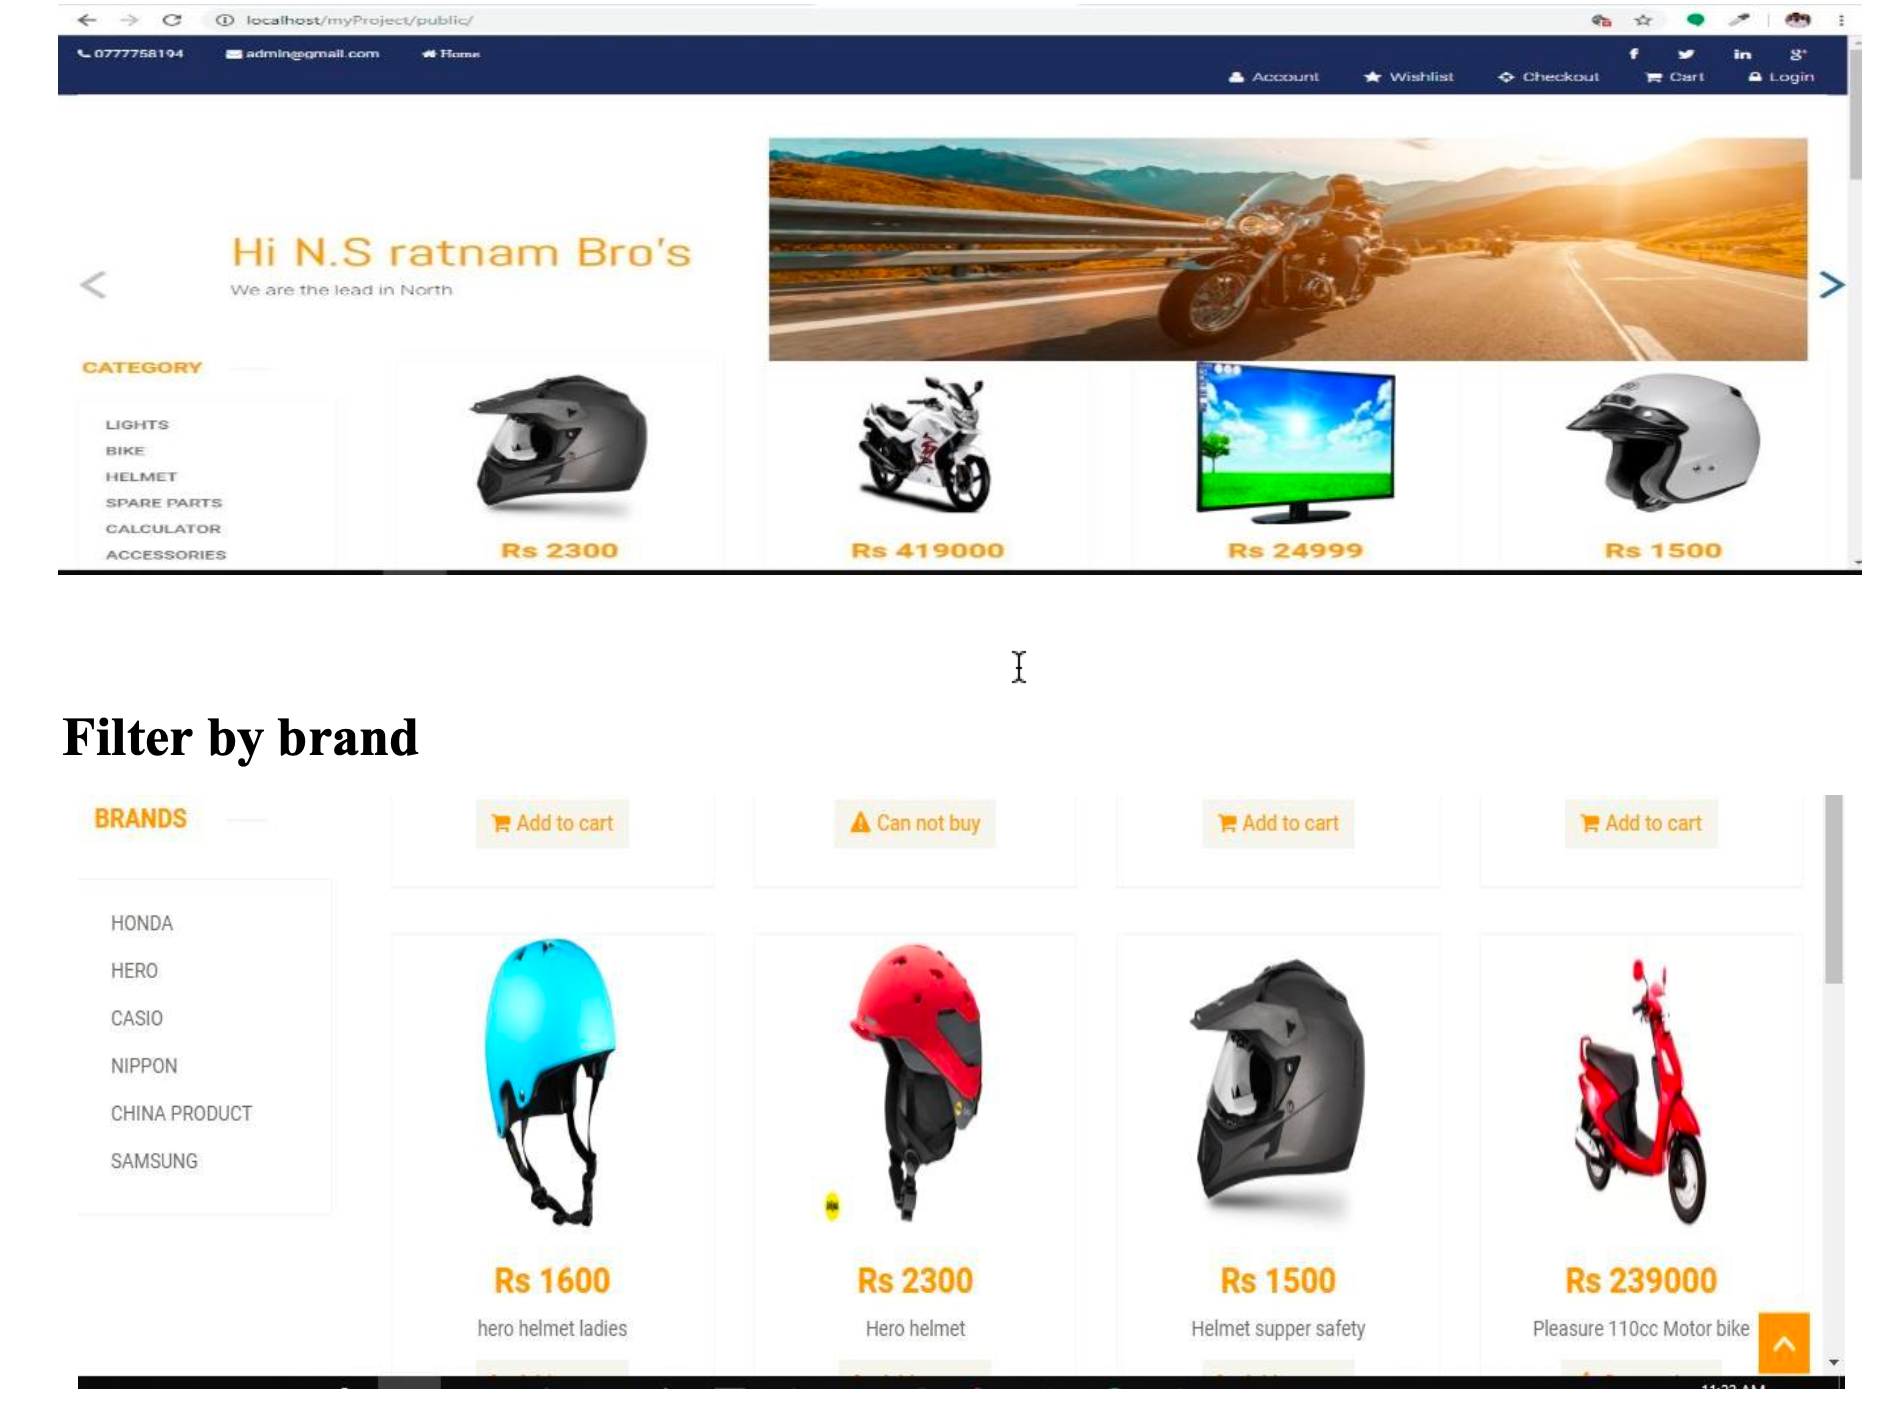 localhost/myProject/public/
0777758194 admin@gmail.com Home
Account Wishlist Checkout Cart Login
Hi N.S ratnam Bro's
We are the lead in North
CATEGORY
LIGHTS
BIKE
HELMET
SPARE PARTS
CALCULATOR
ACCESSORIES
Rs 2300 Rs 419000 Rs 24999 Rs 1500
Filter by brand
BRANDS
Add to cart Can not buy Add to cart Add to cart
HONDA
HERO
CASIO
NIPPON
CHINA PRODUCT
SAMSUNG
Rs 1600 Rs 2300 Rs 1500 Rs 239000
hero helmet ladies Hero helmet Helmet supper safety Pleasure 110cc Motor bike